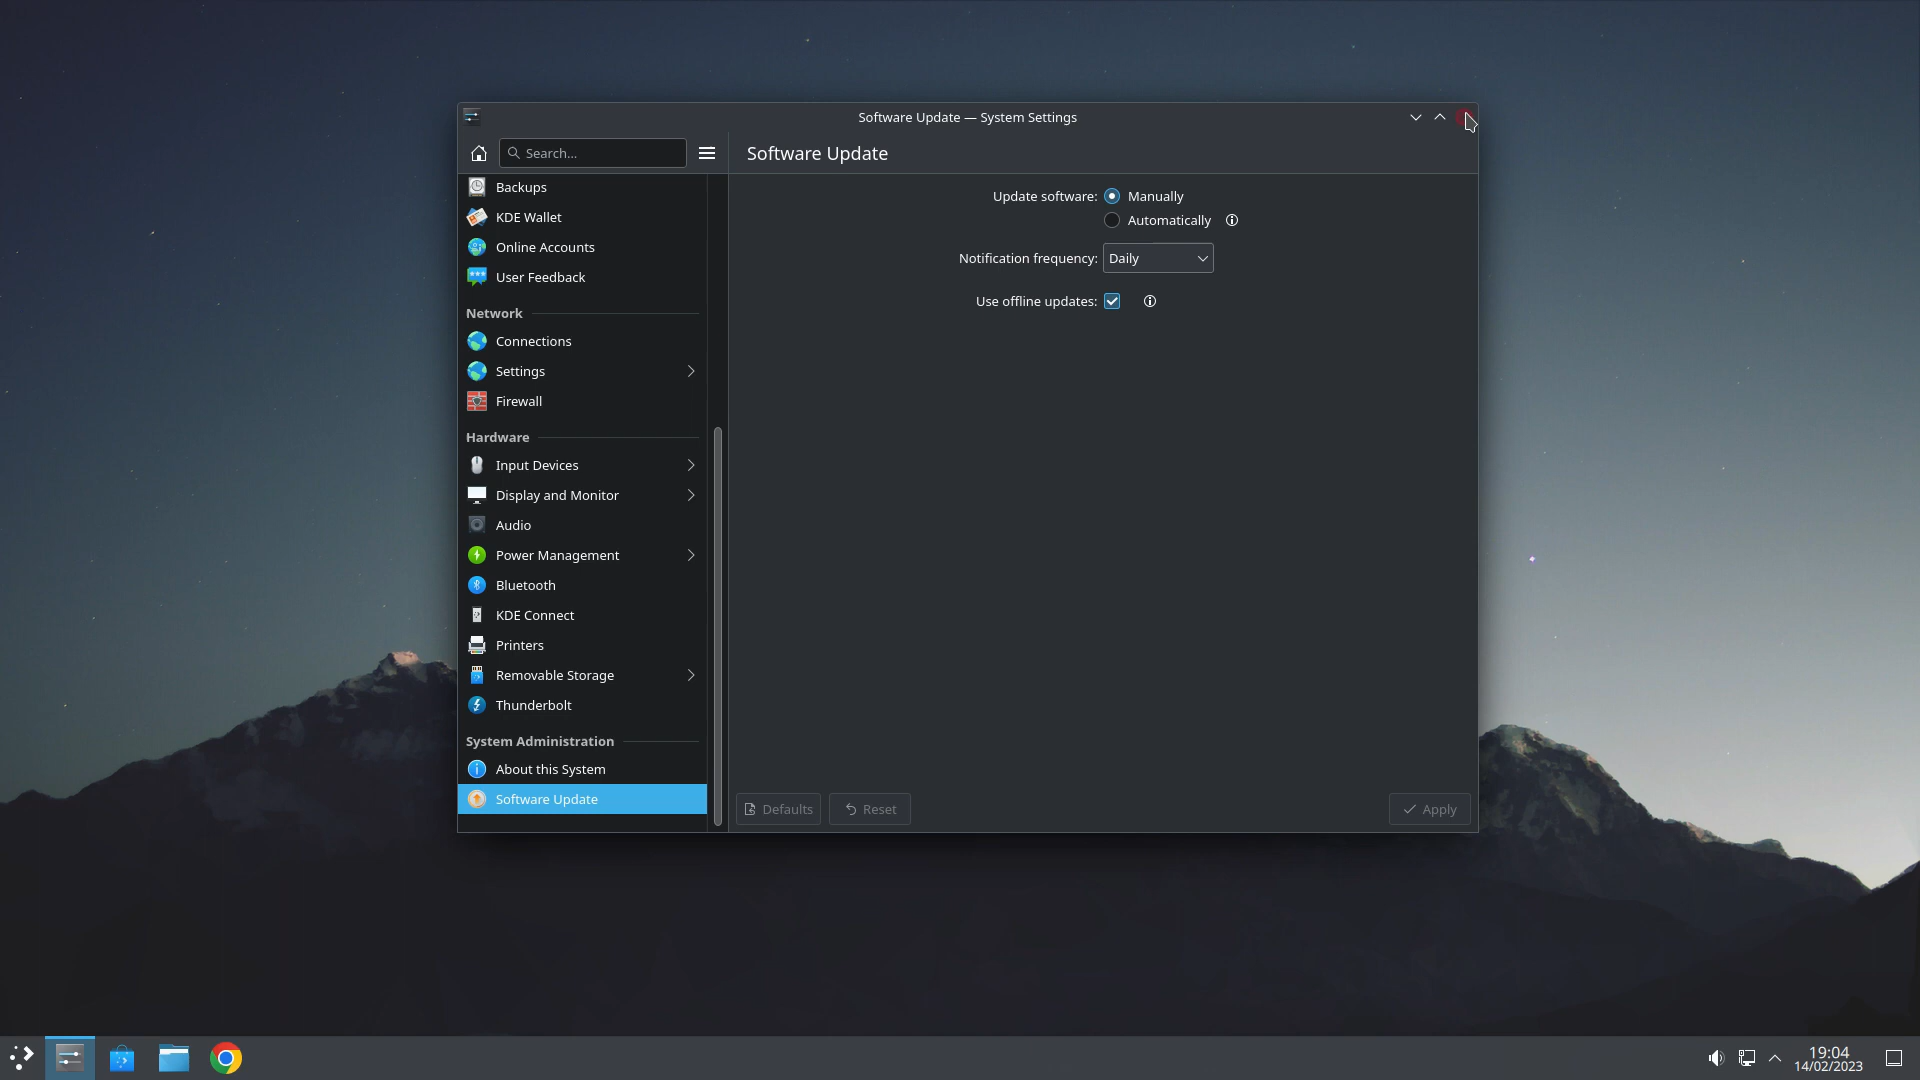 Software Update — System Settings
Search...
Software Update
Backups
KDE Wallet
Online Accounts
User Feedback
Network
Connections
Settings
Firewall
Hardware
Input Devices
Display and Monitor
Audio
Power Management
Bluetooth
KDE Connect
Printers
Removable Storage
Thunderbolt
System Administration
About this System
Software Update
Update software: Manually
Automatically
Notification frequency: Daily
Use offline updates:
Defaults
Reset
Apply
19:04
14/02/2023